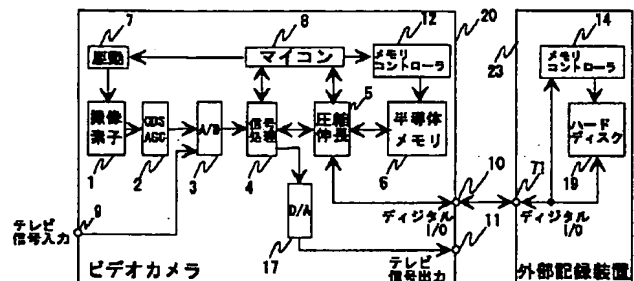 7
8
12
20
14
駆動
マイコン
メモリ
コントローラ
23
メモリ
コントローラ
5
撮像
素子
CDS
AGC
A/D
信号
処理
圧縮
伸長
半導体
メモリ
ハード
ディスク
1
2
3
4
6
10
71
19
9
テレビ
信号入力
D/A
ディジタル
I/O
11
ディジタル
I/O
17
ビデオカメラ
テレビ
信号出力
外部記録装置